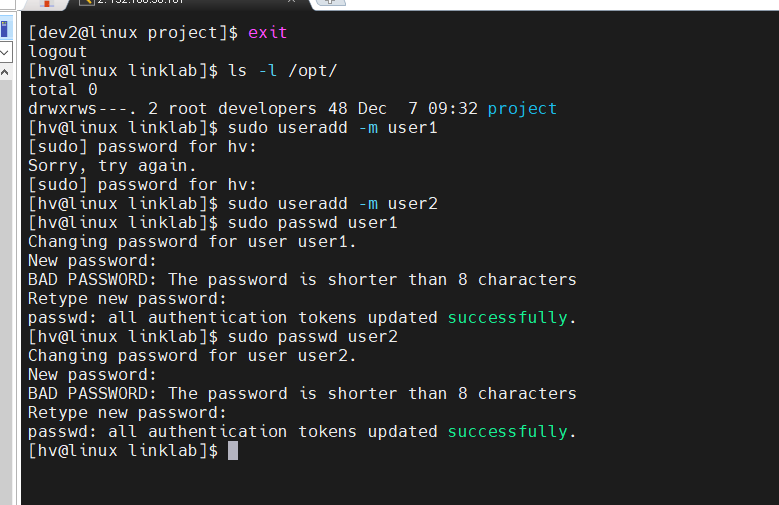 [dev2@linux project]$ exit
logout
[hv@linux linklab]$ ls -l /opt/
total 0
drwxrws---. 2 root developers 48 Dec  7 09:32 project
[hv@linux linklab]$ sudo useradd -m user1
[sudo] password for hv:
Sorry, try again.
[sudo] password for hv:
[hv@linux linklab]$ sudo useradd -m user2
[hv@linux linklab]$ sudo passwd user1
Changing password for user user1.
New password:
BAD PASSWORD: The password is shorter than 8 characters
Retype new password:
passwd: all authentication tokens updated successfully.
[hv@linux linklab]$ sudo passwd user2
Changing password for user user2.
New password:
BAD PASSWORD: The password is shorter than 8 characters
Retype new password:
passwd: all authentication tokens updated successfully.
[hv@linux linklab]$